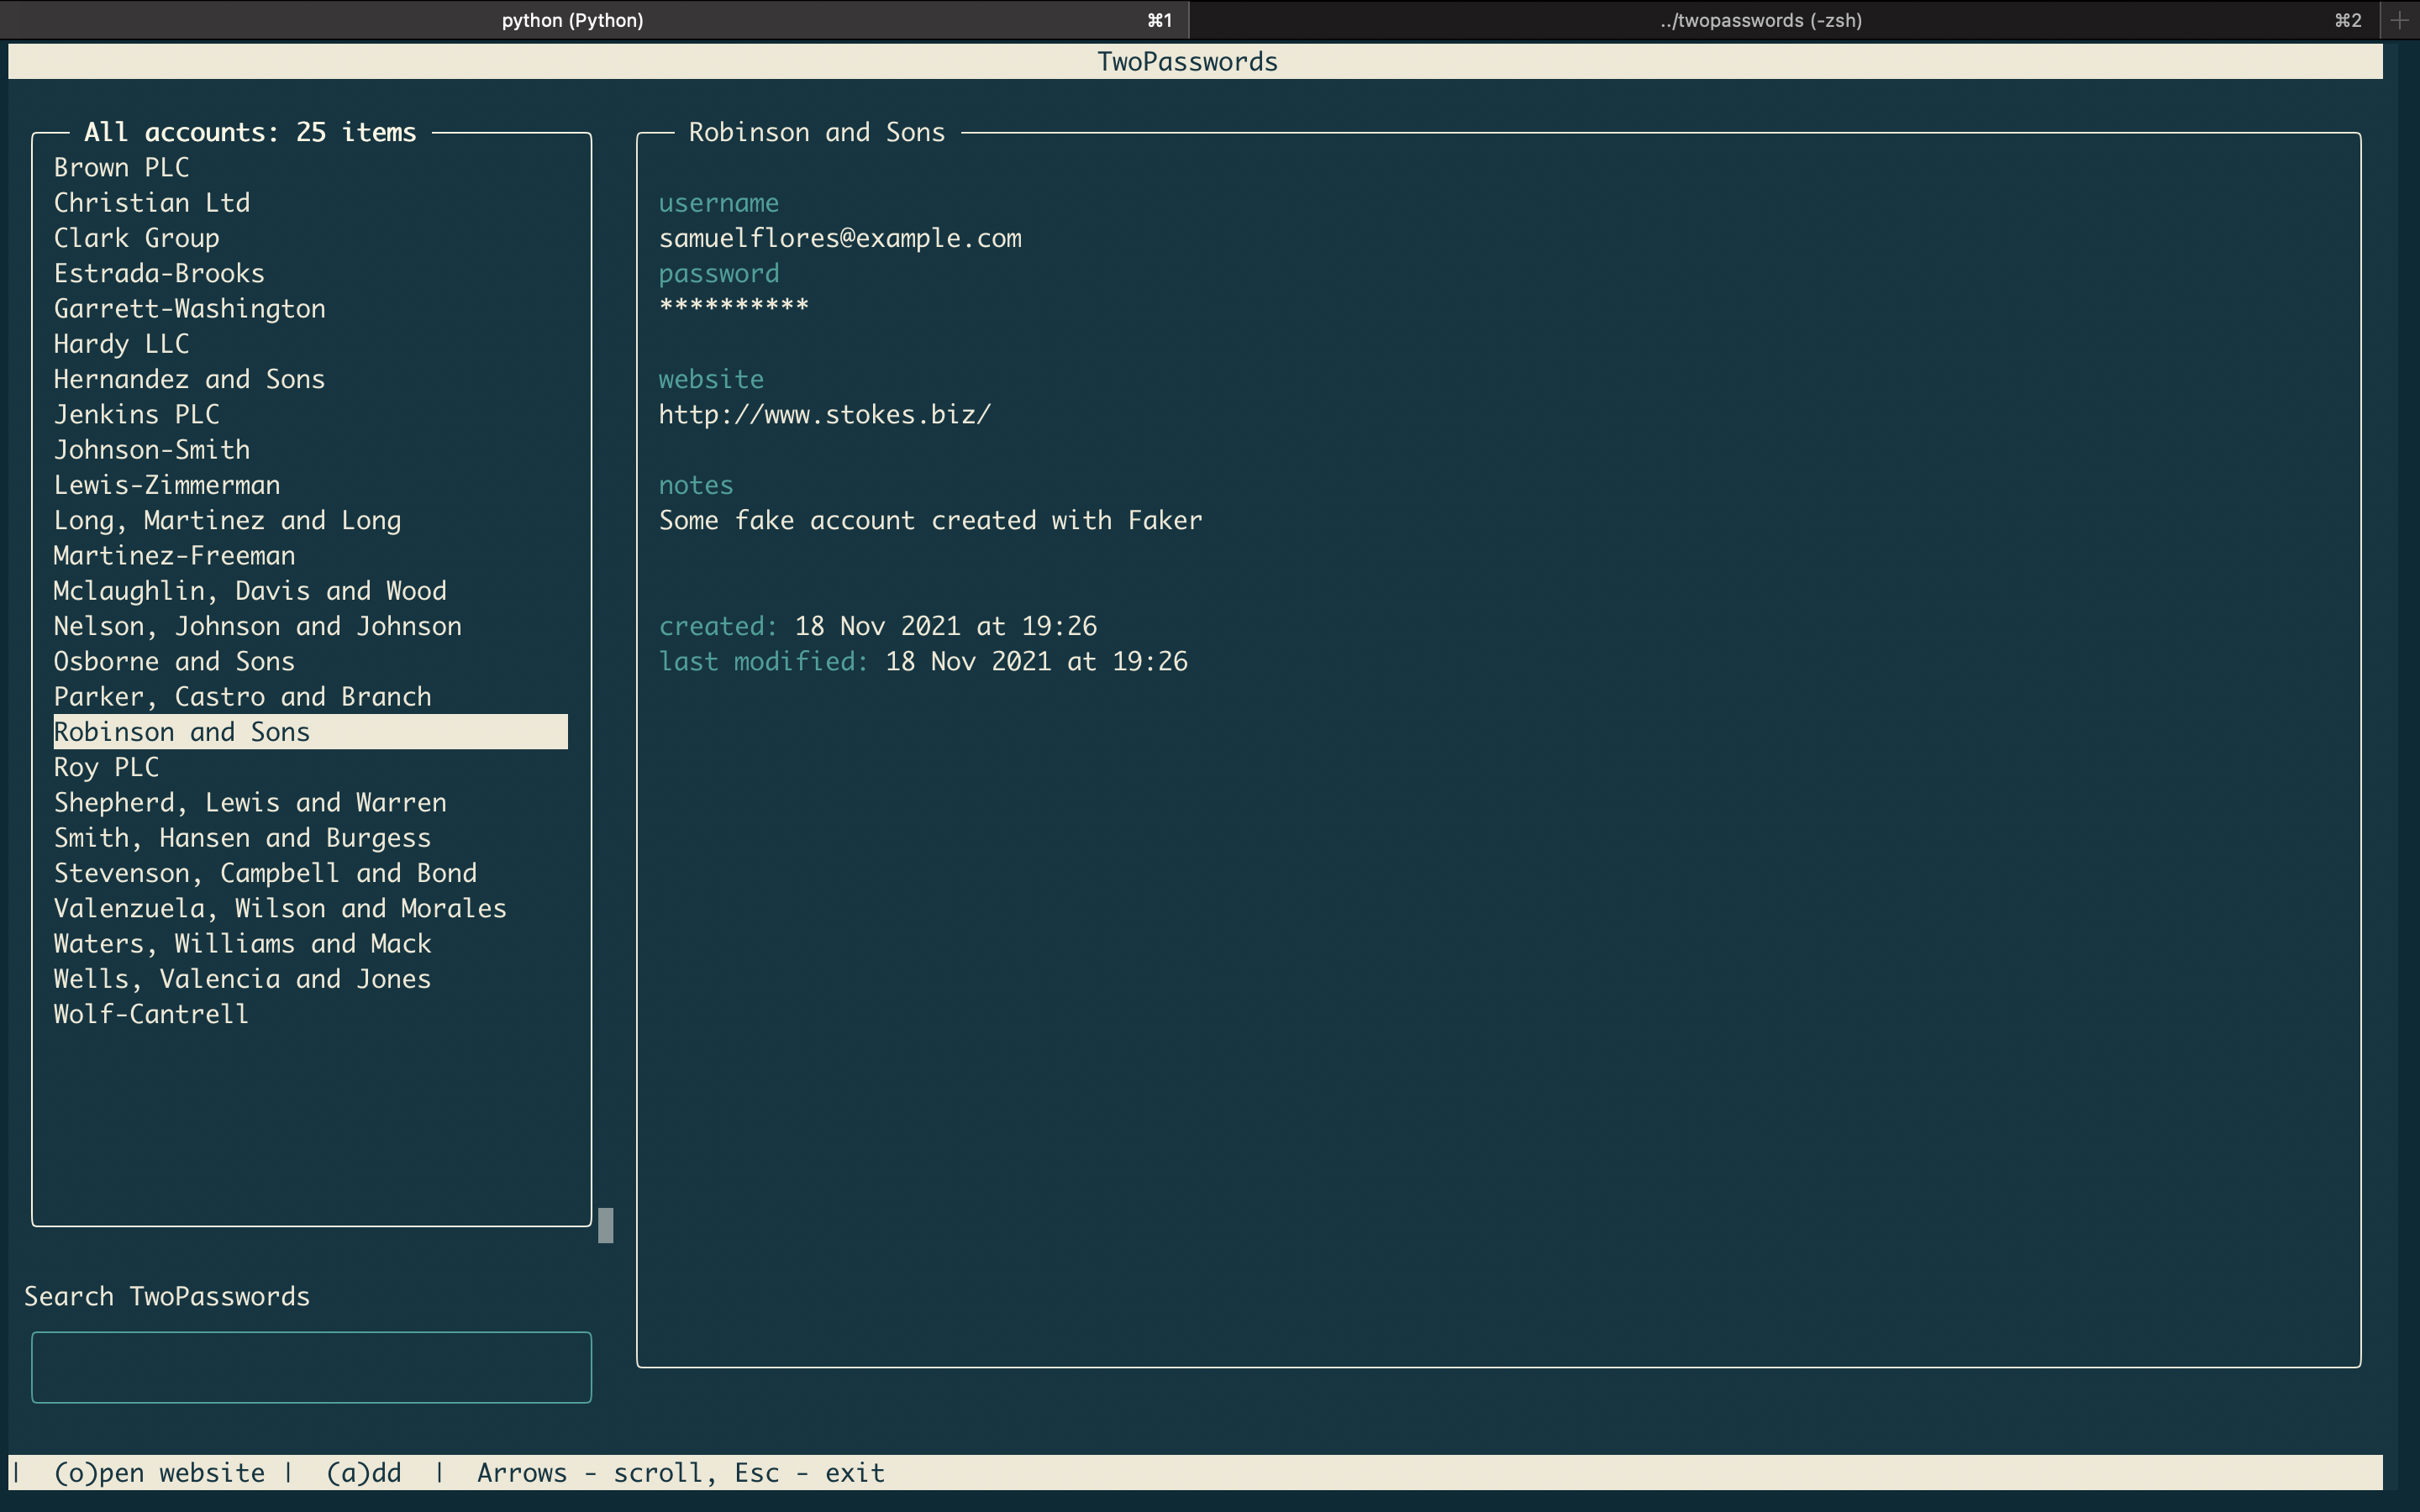 python (Python) ⌘1 ../twopasswords (-zsh) ⌘2 +
TwoPasswords
All accounts: 25 items
Brown PLC
Christian Ltd
Clark Group
Estrada-Brooks
Garrett-Washington
Hardy LLC
Hernandez and Sons
Jenkins PLC
Johnson-Smith
Lewis-Zimmerman
Long, Martinez and Long
Martinez-Freeman
Mclaughlin, Davis and Wood
Nelson, Johnson and Johnson
Osborne and Sons
Parker, Castro and Branch
Robinson and Sons
Roy PLC
Shepherd, Lewis and Warren
Smith, Hansen and Burgess
Stevenson, Campbell and Bond
Valenzuela, Wilson and Morales
Waters, Williams and Mack
Wells, Valencia and Jones
Wolf-Cantrell
Search TwoPasswords
Robinson and Sons
username
samuelflores@example.com
password
**********
website
http://www.stokes.biz/
notes
Some fake account created with Faker
created: 18 Nov 2021 at 19:26
last modified: 18 Nov 2021 at 19:26
| (o)pen website | (a)dd | Arrows - scroll, Esc - exit